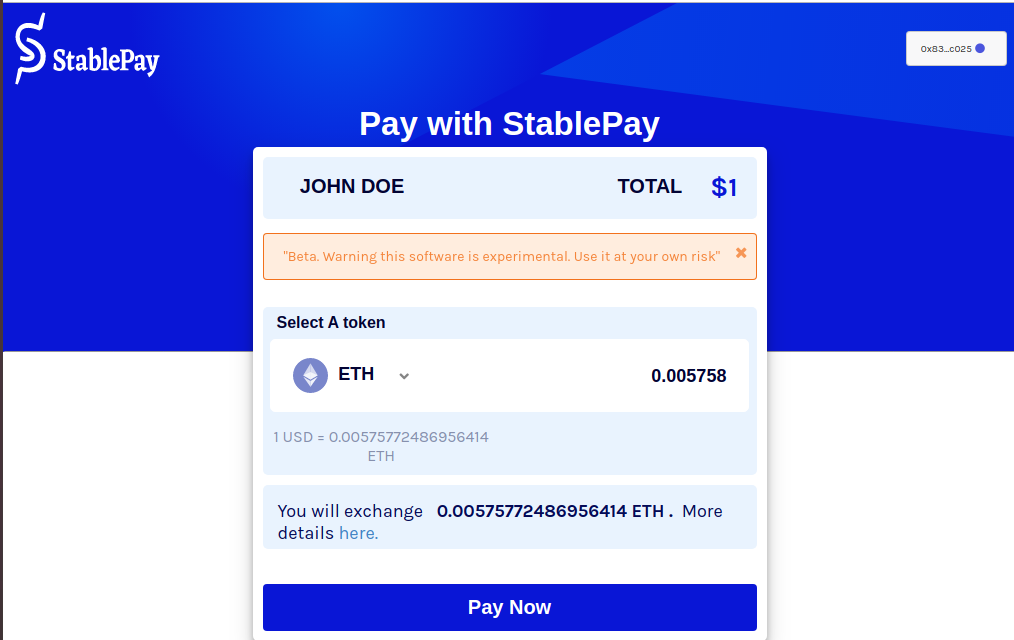 StablePay
0x83...c025
Pay with StablePay
JOHN DOE TOTAL $1
"Beta. Warning this software is experimental. Use it at your own risk" ✖
Select A token
ETH 0.005758
1 USD = 0.00575772486956414
ETH
You will exchange 0.00575772486956414 ETH . More
details here.
Pay Now